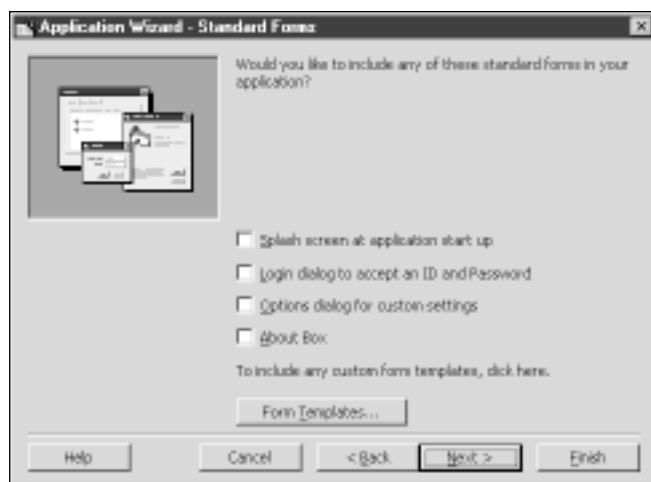 Application Wizard - Standard Forms
Would you like to include any of these standard forms in your
application?
Splash screen at application start up
Login dialog to accept an ID and Password
Options dialog for custom settings
About Box
To include any custom form templates, click here.
Form Templates...
Help
Cancel
< Back
Next >
Finish